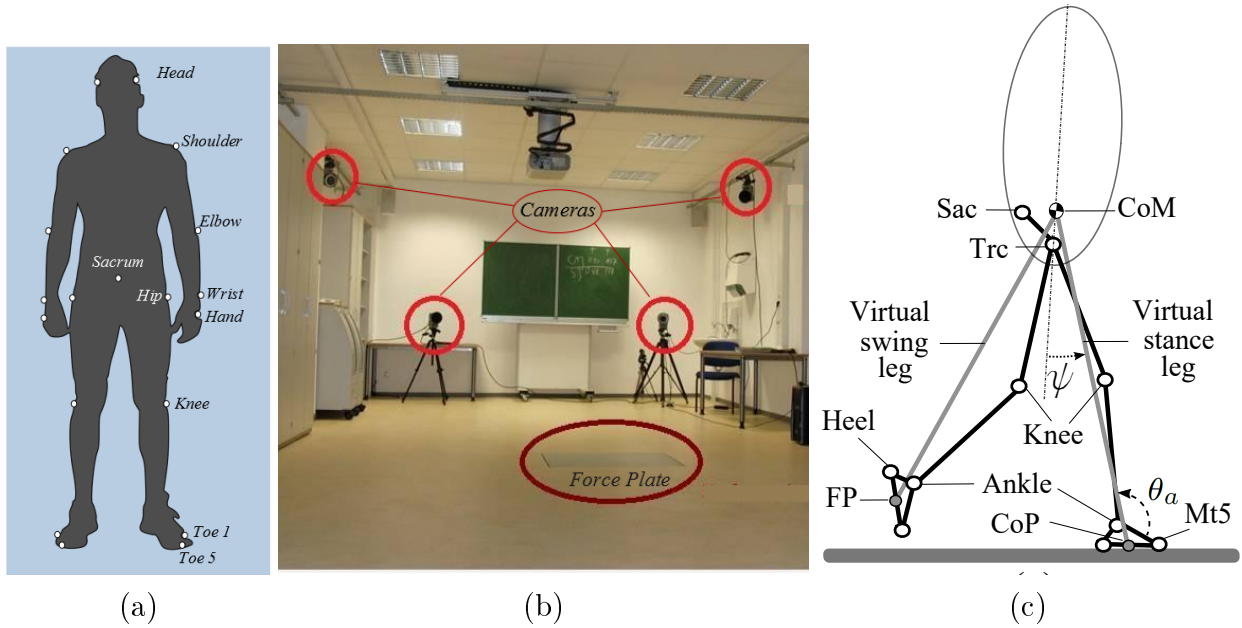 Head
Shoulder
Elbow
Sacrum
Hip
Wrist
Hand
Knee
Toe 1
Toe 5
(a)
Cameras
Force Plate
(b)
Sac
CoM
Trc
Virtual
swing
leg
Virtual
stance
leg
ψ
Knee
Heel
FP
Ankle
θa
CoP
Mt5
(c)